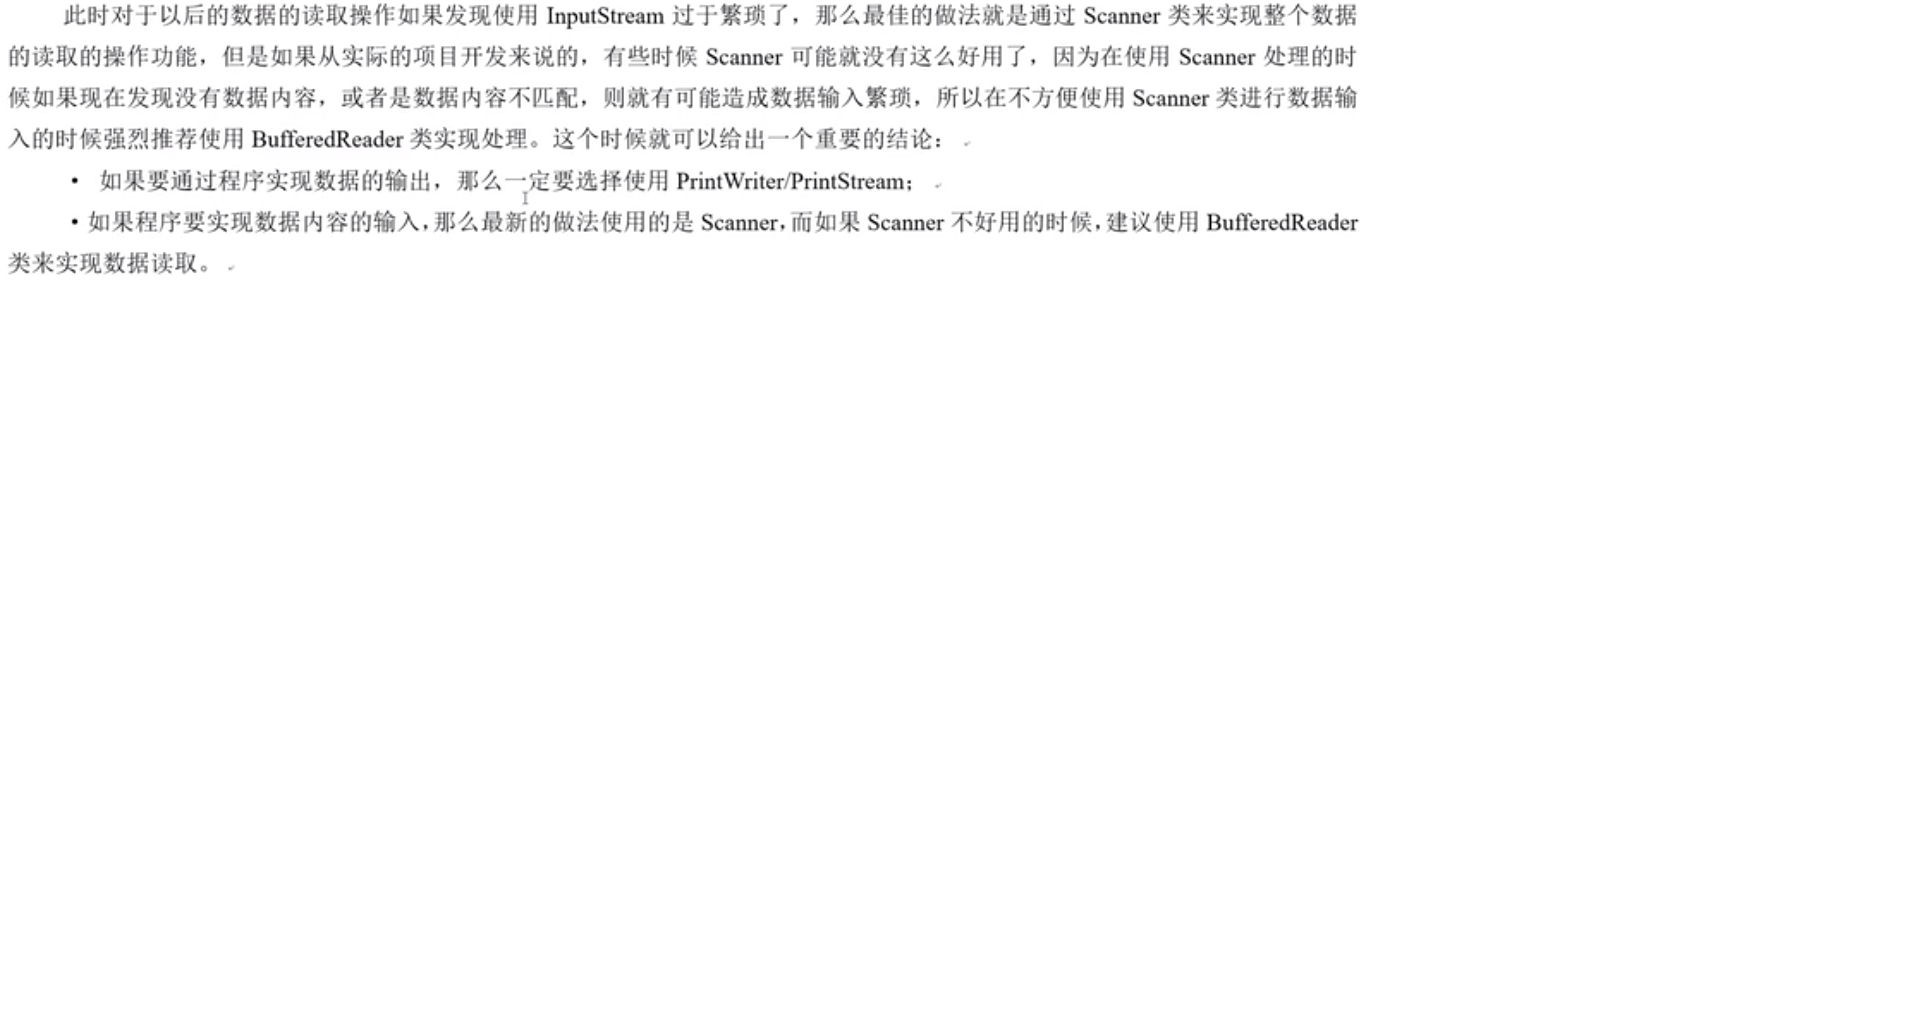 此时对于以后的数据的读取操作如果发现使用 InputStream 过于繁琐了，那么最佳的做法就是通过 Scanner 类来实现整个数据
的读取的操作功能，但是如果从实际的项目开发来说的，有些时候 Scanner 可能就没有这么好用了，因为在使用 Scanner 处理的时
候如果现在发现没有数据内容，或者是数据内容不匹配，则就有可能造成数据输入繁琐，所以在不方便使用 Scanner 类进行数据输
入的时候强烈推荐使用 BufferedReader 类实现处理。这个时候就可以给出一个重要的结论：
• 如果要通过程序实现数据的输出，那么一定要选择使用 PrintWriter/PrintStream；
• 如果程序要实现数据内容的输入，那么最新的做法使用的是 Scanner，而如果 Scanner 不好用的时候，建议使用 BufferedReader
类来实现数据读取。